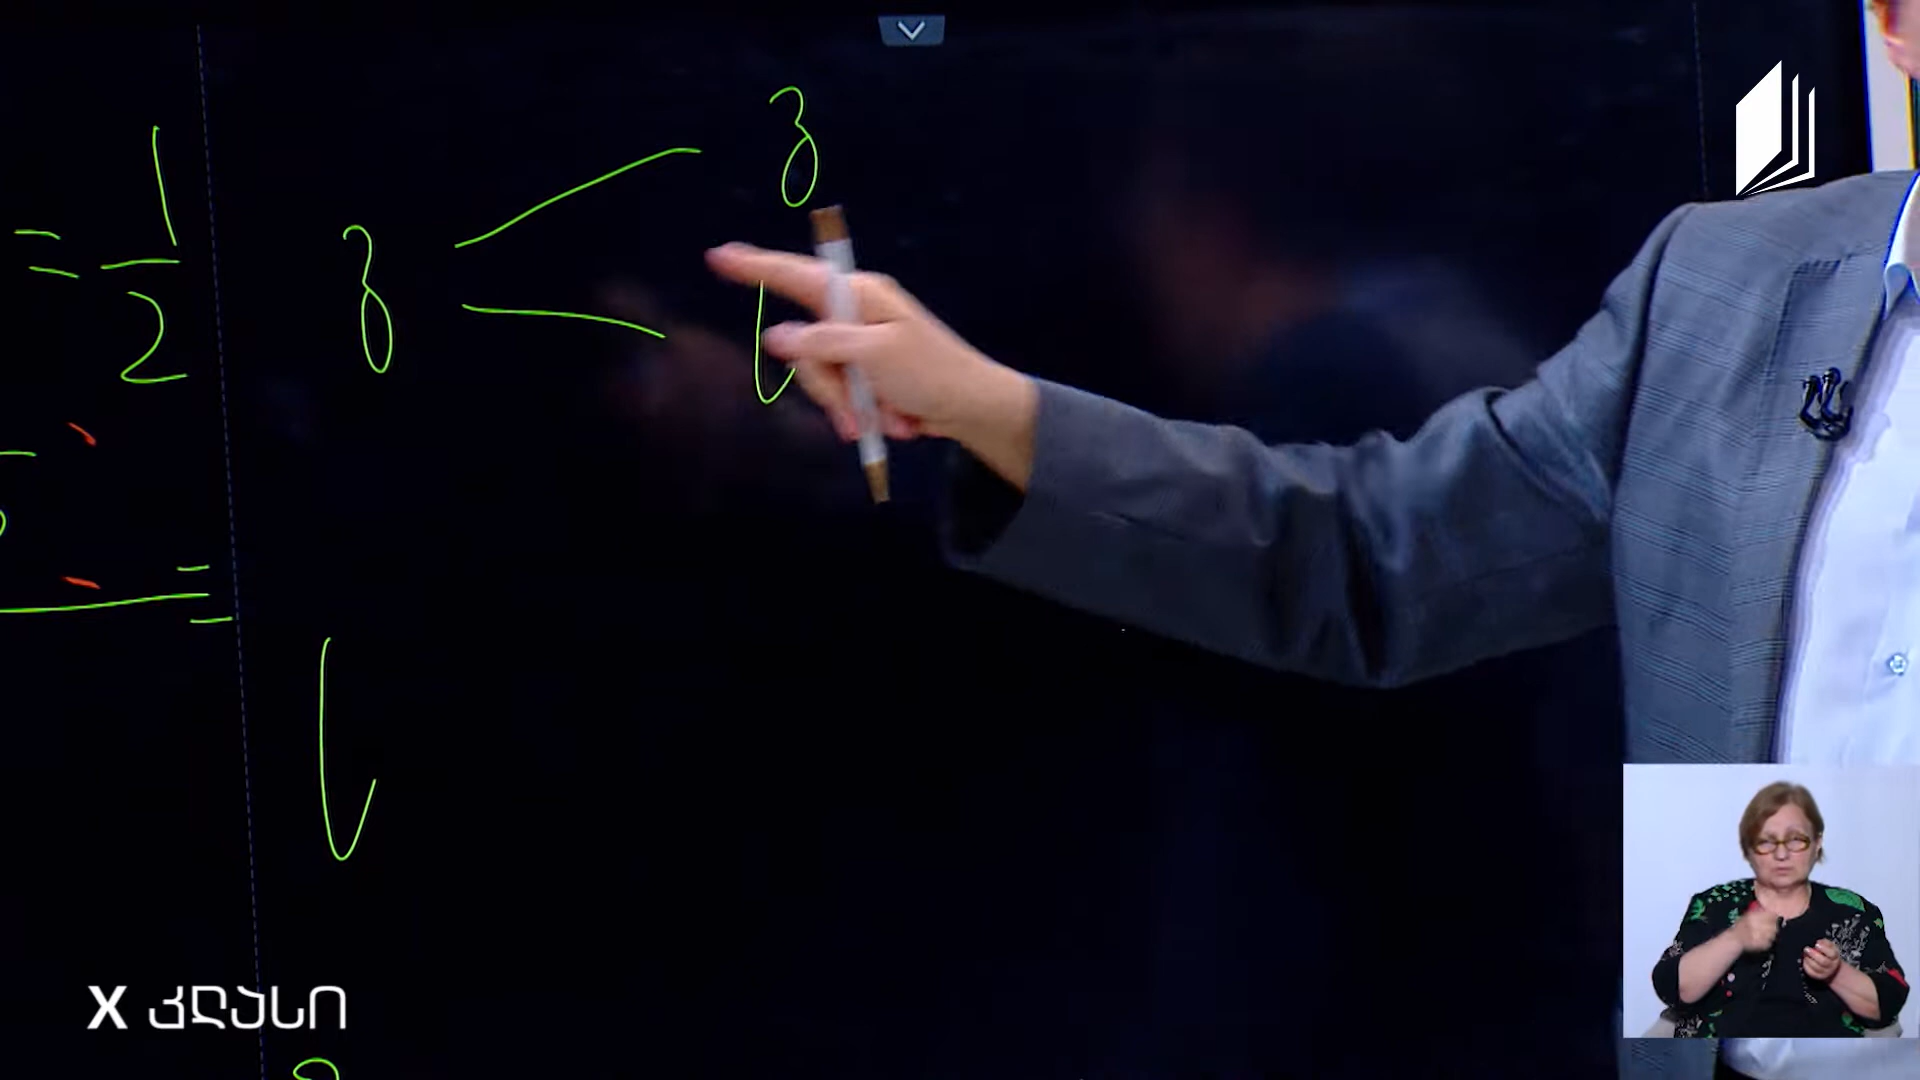 = 1/2
გ
გ
ს
=
ს
X კლასი